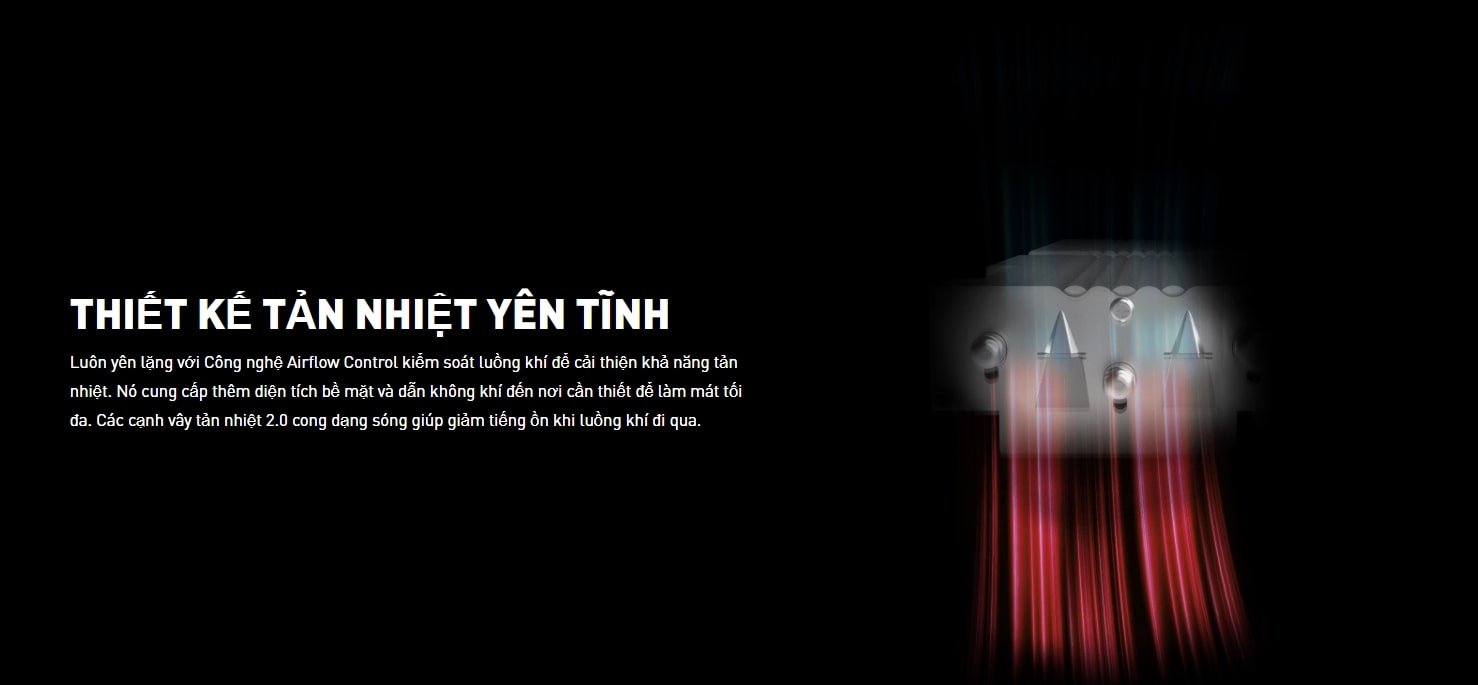 THIẾT KẾ TẢN NHIỆT YÊN TĨNH
Luôn yên lặng với Công nghệ Airflow Control kiểm soát luồng khí để cải thiện khả năng tản
nhiệt. Nó cung cấp thêm diện tích bề mặt và dẫn không khí đến nơi cần thiết để làm mát tối
đa. Các cạnh vây tản nhiệt 2.0 cong dạng sóng giúp giảm tiếng ồn khi luồng khí đi qua.